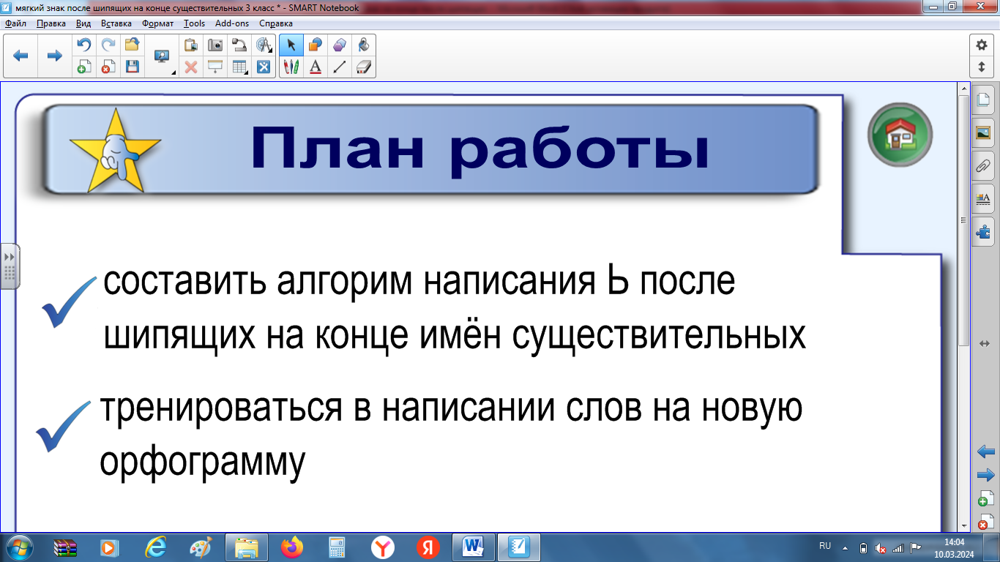 мягкий знак после шипящих на конце существительных 3 класс * - SMART Notebook
Файл Правка Вид Вставка Формат Tools Add-ons Справка
План работы
составить алгорим написания Ь после
шипящих на конце имён существительных
тренироваться в написании слов на новую
орфограмму
RU
14:04
10.03.2024